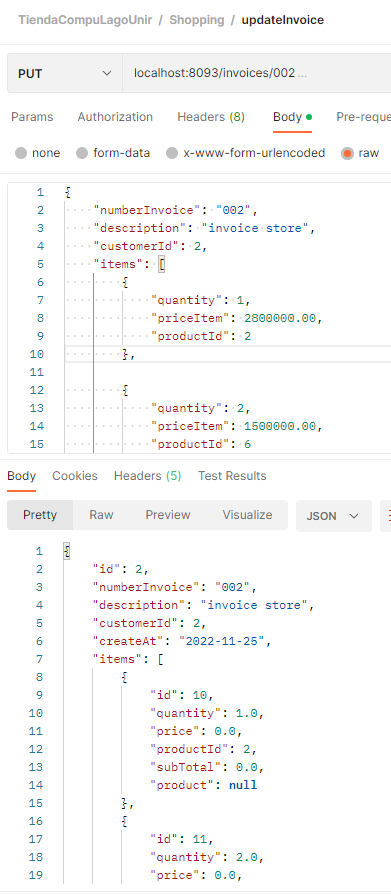 TiendaCompuLagoUnir / Shopping / updateInvoice
PUT localhost:8093/invoices/002 ...
Params Authorization Headers (8) Body Pre-reque
none form-data x-www-form-urlencoded raw
1 {
2 "numberInvoice": "002",
3 "description": "invoice store",
4 "customerId": 2,
5 "items": [
6 {
7 "quantity": 1,
8 "priceItem": 2800000.00,
9 "productId": 2
10 },
11
12 {
13 "quantity": 2,
14 "priceItem": 1500000.00,
15 "productId": 6
Body Cookies Headers (5) Test Results
Pretty Raw Preview Visualize JSON
1 {
2 "id": 2,
3 "numberInvoice": "002",
4 "description": "invoice store",
5 "customerId": 2,
6 "createAt": "2022-11-25",
7 "items": [
8 {
9 "id": 10,
10 "quantity": 1.0,
11 "price": 0.0,
12 "productId": 2,
13 "subTotal": 0.0,
14 "product": null
15 },
16 {
17 "id": 11,
18 "quantity": 2.0,
19 "price": 0.0,